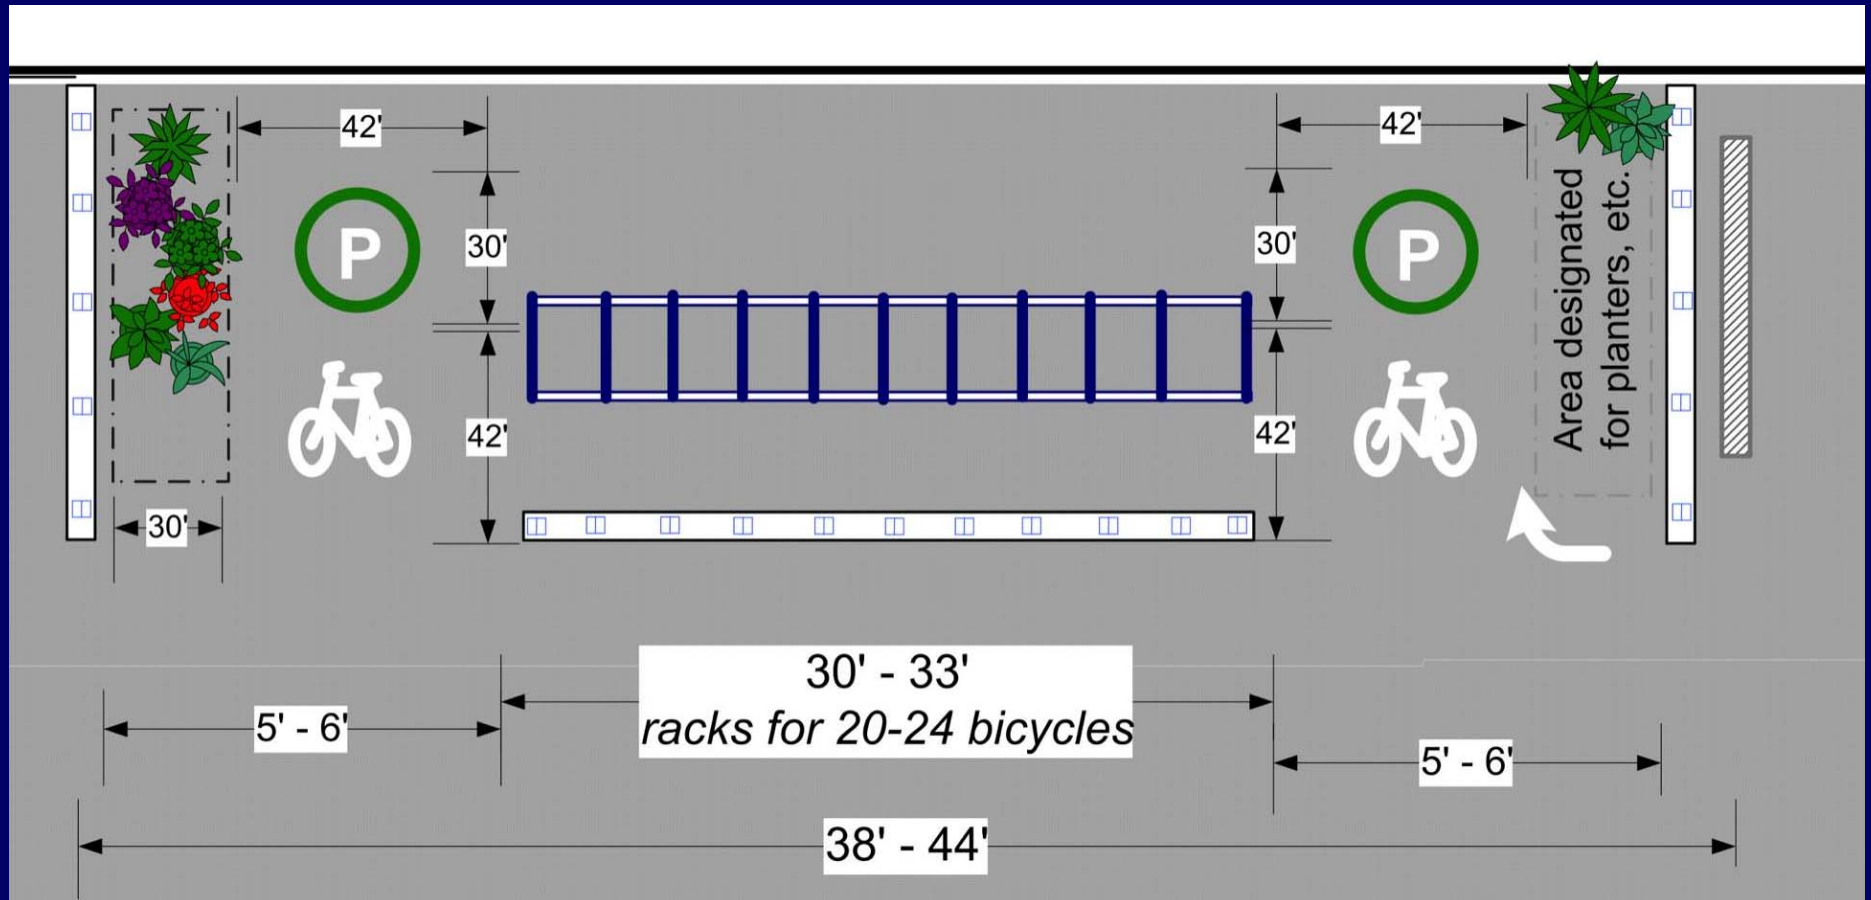 42'
42'
P
30'
30'
P
Area designated
for planters, etc.
42'
42'
30'
30' - 33'
racks for 20-24 bicycles
5' - 6'
5' - 6'
38' - 44'